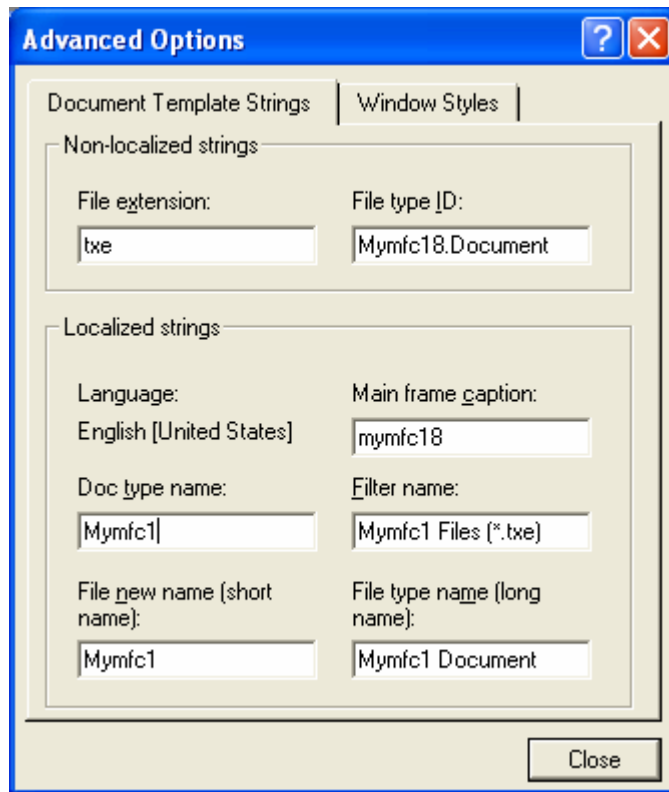 Advanced Options
Document Template Strings
Window Styles
Non-localized strings
File extension:
File type ID:
txe
Mymfc18.Document
Localized strings
Language:
Main frame caption:
English [United States]
mymfc18
Doc type name:
Filter name:
Mymfc1
Mymfc1 Files (*.txe)
File new name (short
name):
File type name (long
name):
Mymfc1
Mymfc1 Document
Close